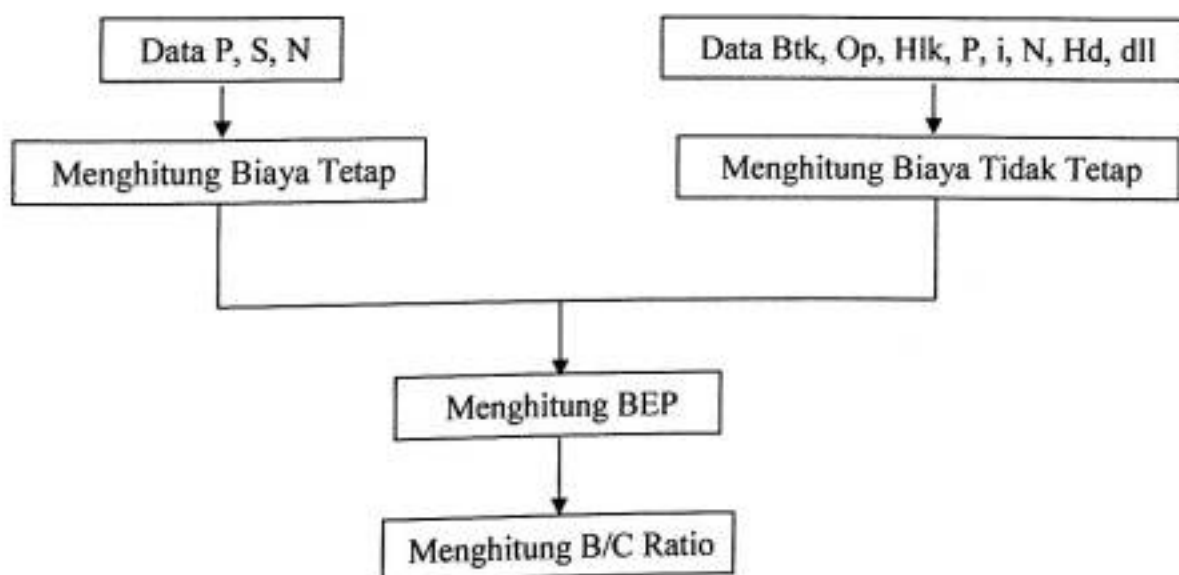 Data P, S, N
Data Btk, Op, Hlk, P, i, N, Hd, dll
Menghitung Biaya Tetap
Menghitung Biaya Tidak Tetap
Menghitung BEP
Menghitung B/C Ratio